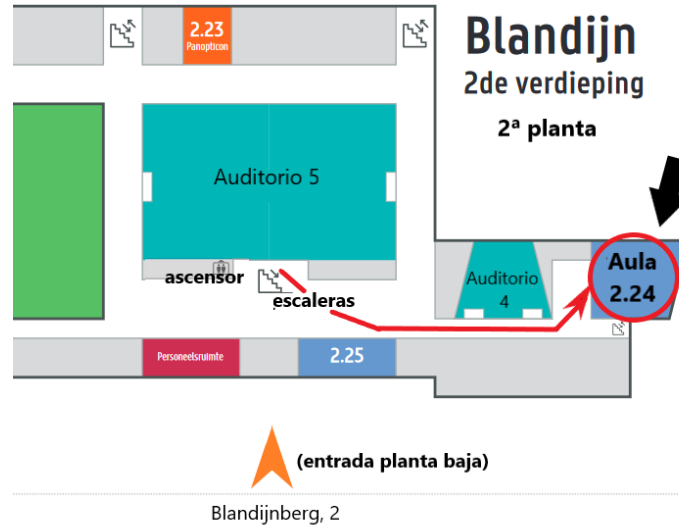 2.23
Panopticon
Blandijn
2de verdieping
2ª planta
Auditorio 5
ascensor
escaleras
Auditorio
4
Aula
2.24
Personeelsruimte
2.25
(entrada planta baja)
Blandijnberg, 2